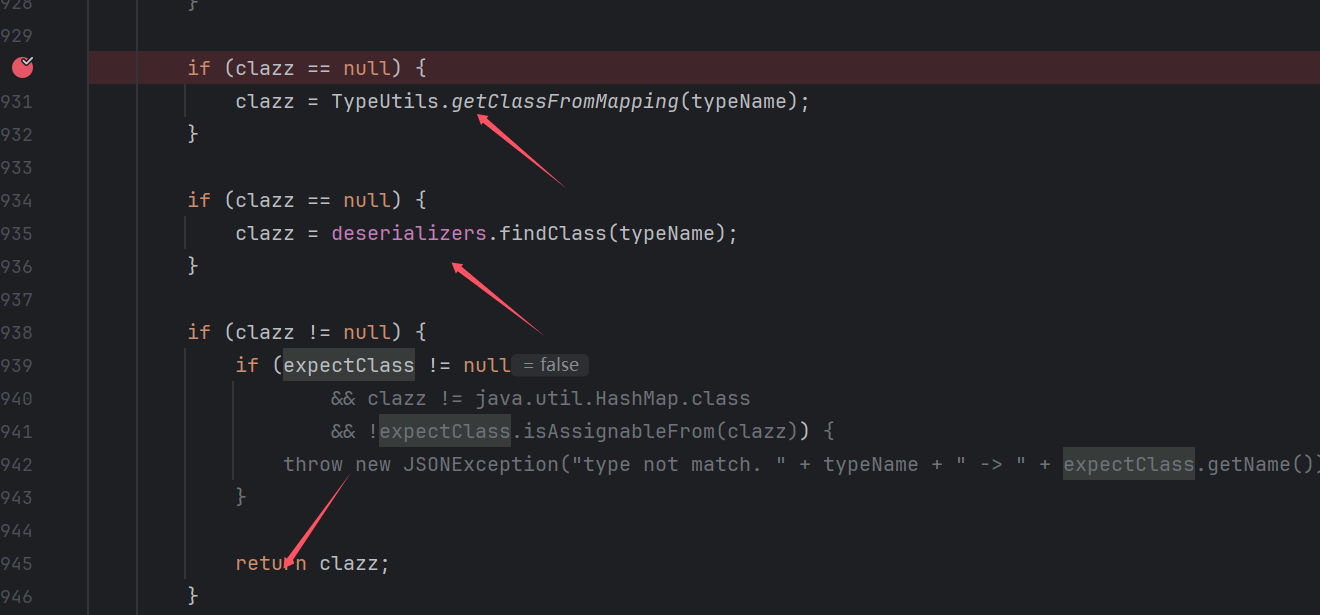 928 }
929
if (clazz == null) {
931 clazz = TypeUtils.getClassFromMapping(typeName);
932 }
933
934 if (clazz == null) {
935 clazz = deserializers.findClass(typeName);
936 }
937
938 if (clazz != null) {
939 if (expectClass != null = false
940 && clazz != java.util.HashMap.class
941 && !expectClass.isAssignableFrom(clazz)) {
942 throw new JSONException("type not match. " + typeName + " -> " + expectClass.getName())
943 }
944
945 return clazz;
946 }